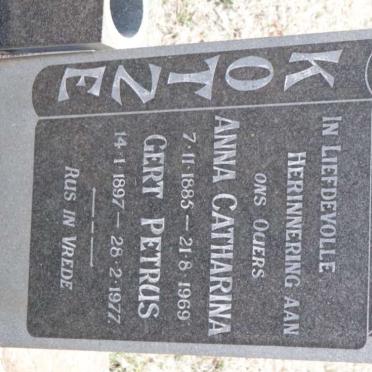 KOTZE
IN LIEFDEVOLLE
HERINNERING AAN
ONS OUERS
ANNA CATHARINA
7·11·1885 — 21·8·1969
GERT PETRUS
14·1·1897 — 28·2·1977.
RUS IN VREDE